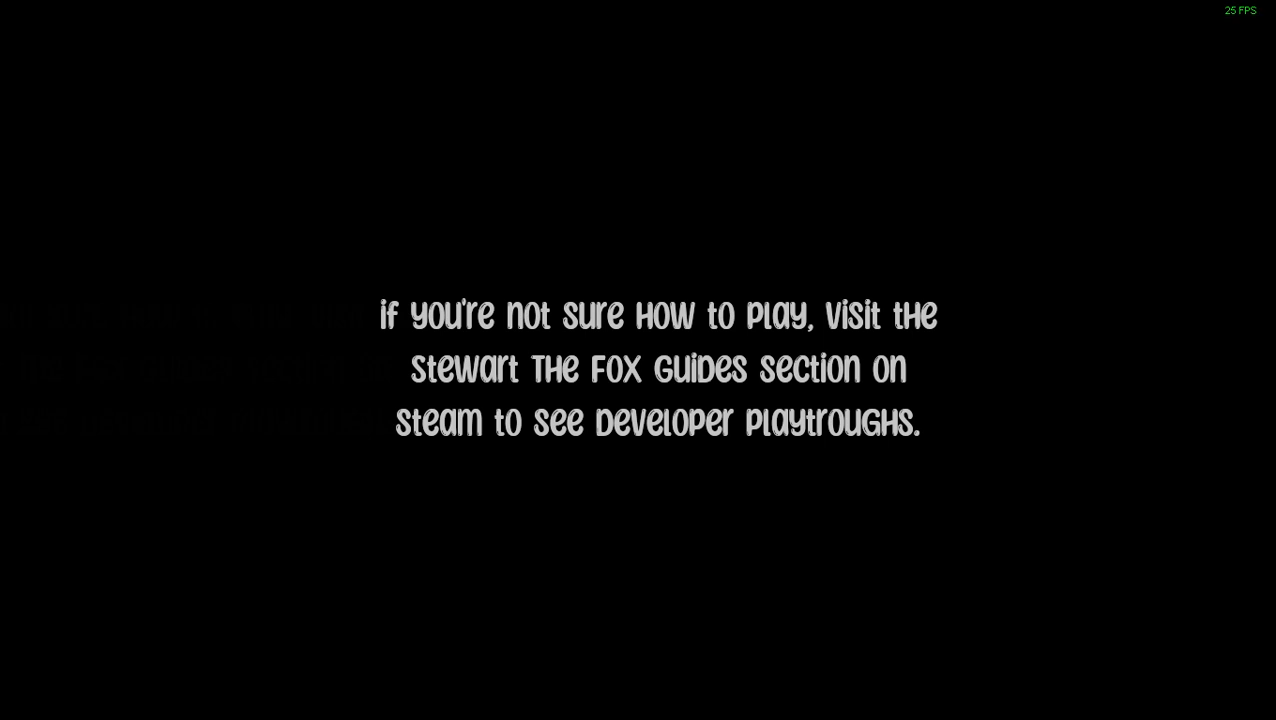 25 FPS
if you're not sure how to play, visit the
Stewart The Fox Guides section on
Steam to see developer playtroughs.